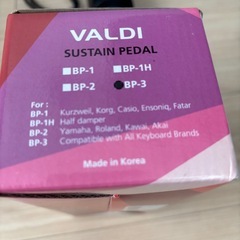 VALDI
SUSTAIN PEDAL
BP-1 BP-1H
BP-2 BP-3
For :
BP-1 Kurzweil, Korg, Casio, Ensoniq, Fatar
BP-1H Half damper
BP-2 Yamaha, Roland, Kawai, Akai
BP-3 Compatible with All Keyboard Brands
Made in Korea